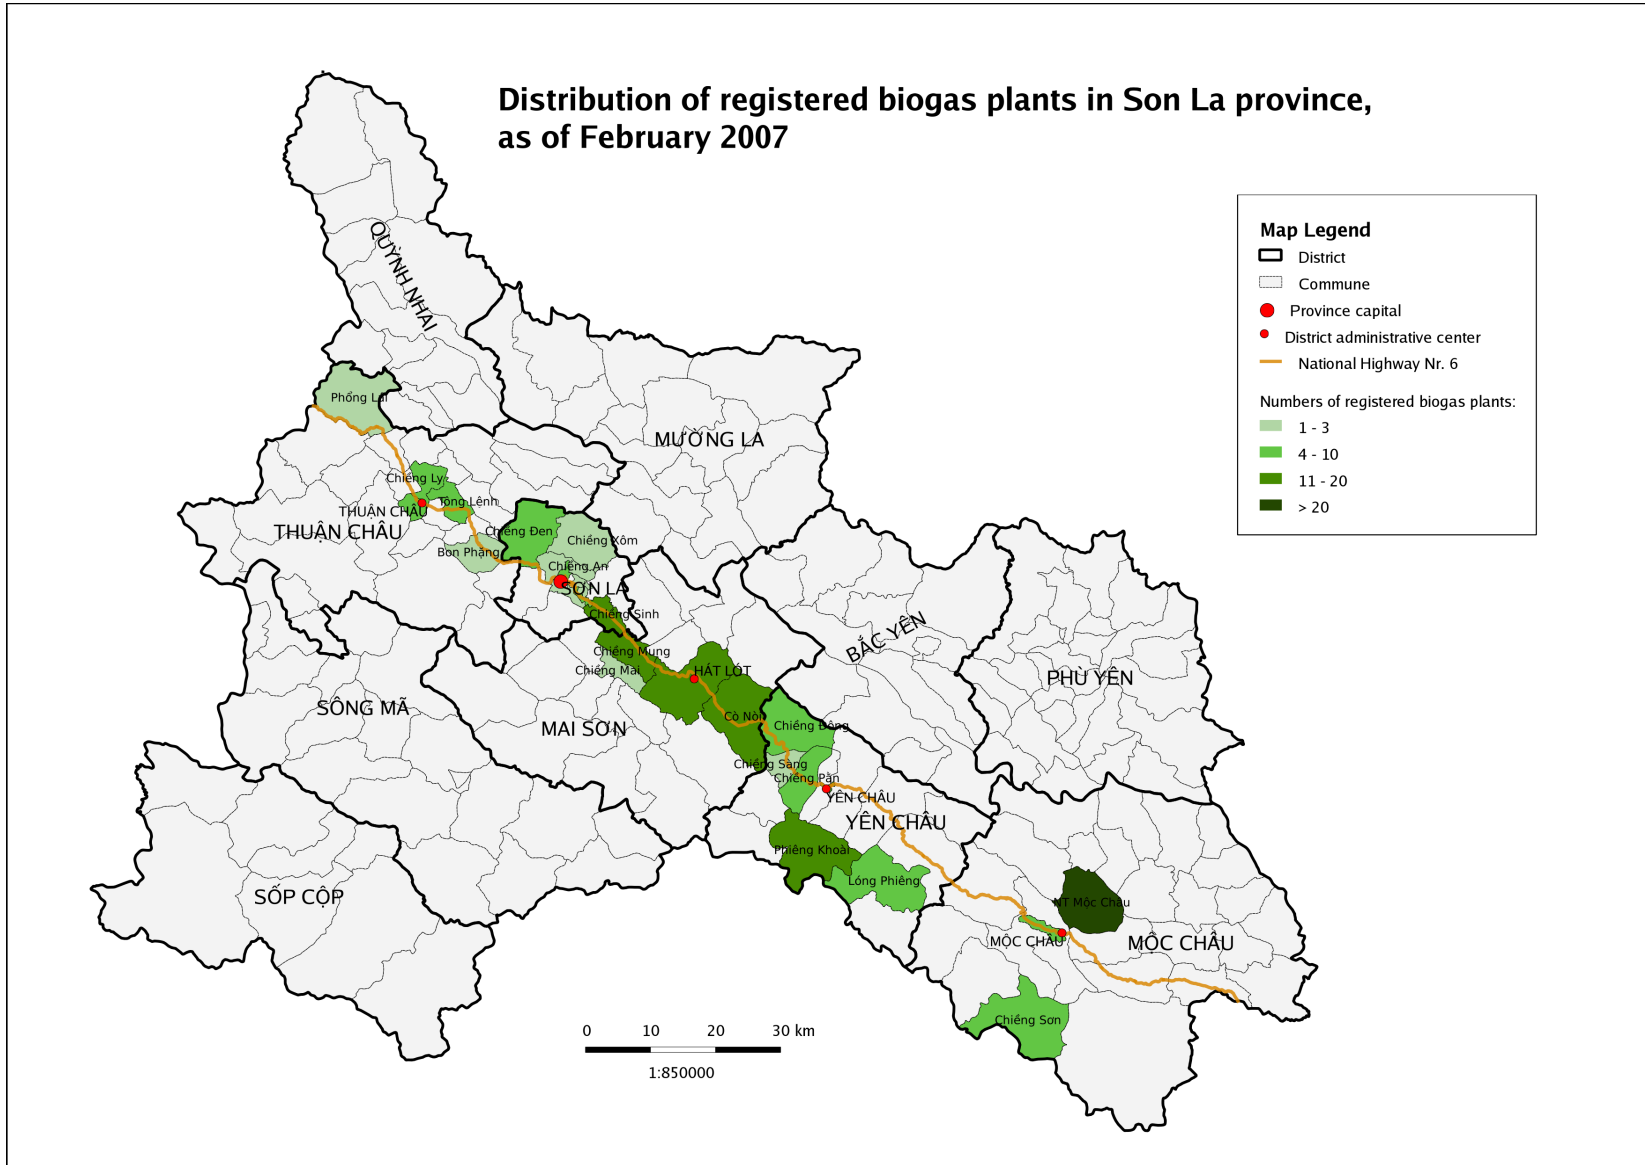 Distribution of registered biogas plants in Son La province,
as of February 2007
Map Legend
District
Commune
Province capital
District administrative center
National Highway Nr. 6
Numbers of registered biogas plants:
1 - 3
4 - 10
11 - 20
> 20
QUỲNH NHAI
Phổng Lái
MƯỜNG LA
Chiềng Ly
Tông Lệnh
THUẬN CHÂU
THUẬN CHÂU
Chiềng Đen
Chiềng Xôm
Bon Phặng
Chiềng An
SƠN LA
Chiềng Sinh
BẮC YÊN
Chiềng Mung
Chiềng Mai
HÁT LÓT
PHÙ YÊN
SÔNG MÃ
MAI SƠN
Cò Nòi
Chiềng Đông
Chiềng Sàng
Chiềng Pằn
YÊN CHÂU
YÊN CHÂU
Phiêng Khoài
Lóng Phiêng
SỐP CỘP
NT Mộc Châu
MỘC CHÂU
MỘC CHÂU
Chiềng Sơn
0 10 20 30 km
1:850000